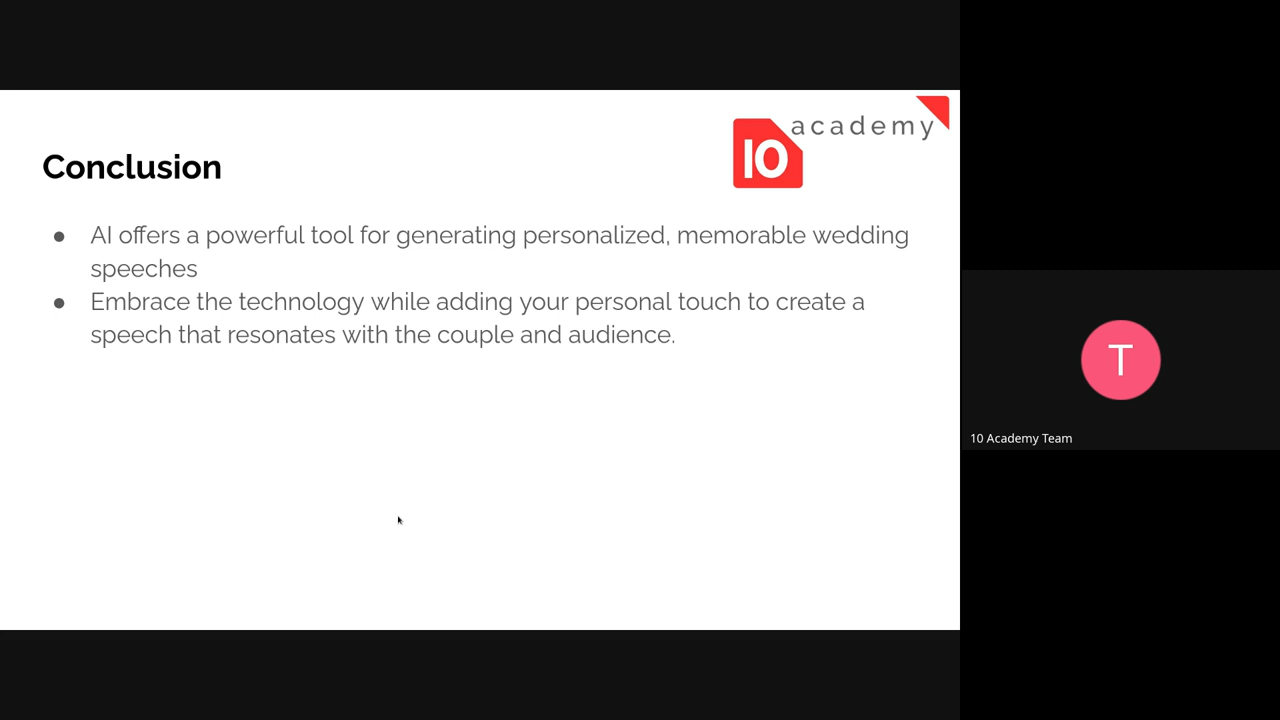 10 academy
Conclusion
● AI offers a powerful tool for generating personalized, memorable wedding
speeches
● Embrace the technology while adding your personal touch to create a
speech that resonates with the couple and audience.
T
10 Academy Team